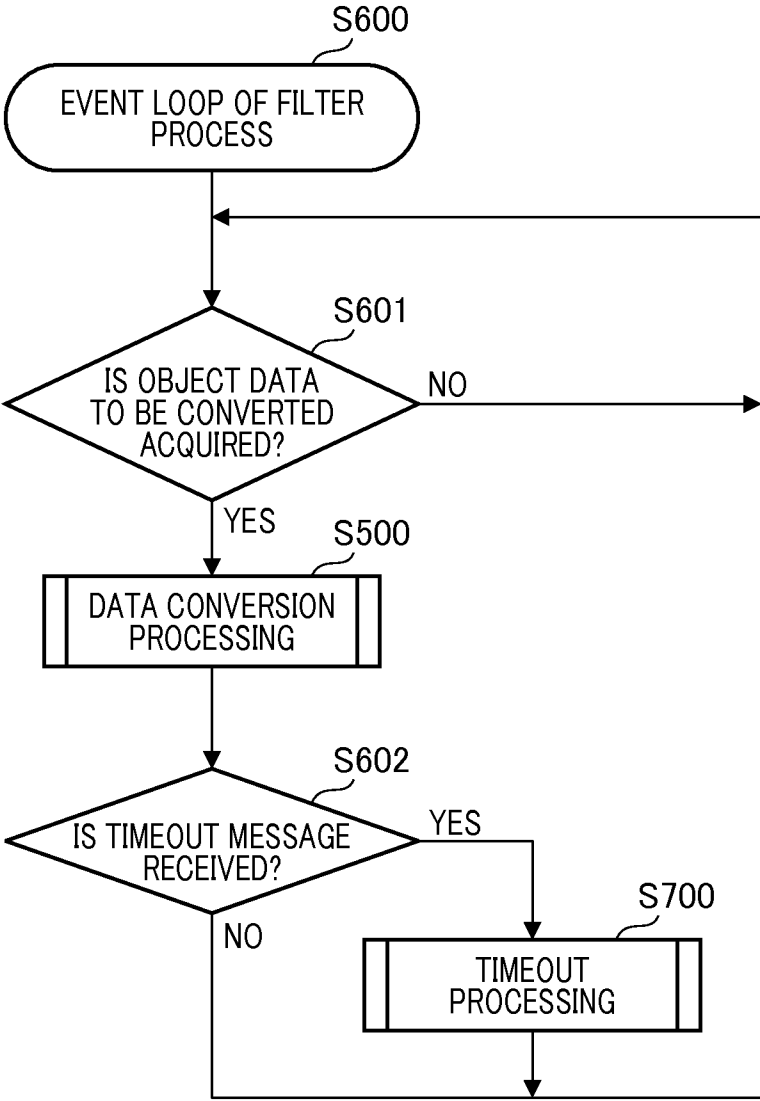 S600
EVENT LOOP OF FILTER
PROCESS
S601
IS OBJECT DATA
TO BE CONVERTED
ACQUIRED?
NO
YES
S500
DATA CONVERSION
PROCESSING
S602
IS TIMEOUT MESSAGE
RECEIVED?
YES
NO
S700
TIMEOUT
PROCESSING